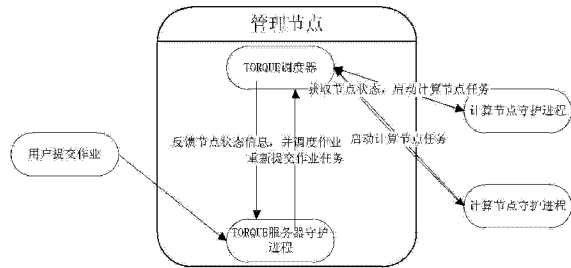 管理节点
TORQUE调度器
获取节点状态，启动计算节点任务
计算节点守护进程
反馈节点状态信息，并调度作业
启动计算节点任务
重新提交作业任务
用户提交作业
计算节点守护进程
TORQUE服务器守护
进程